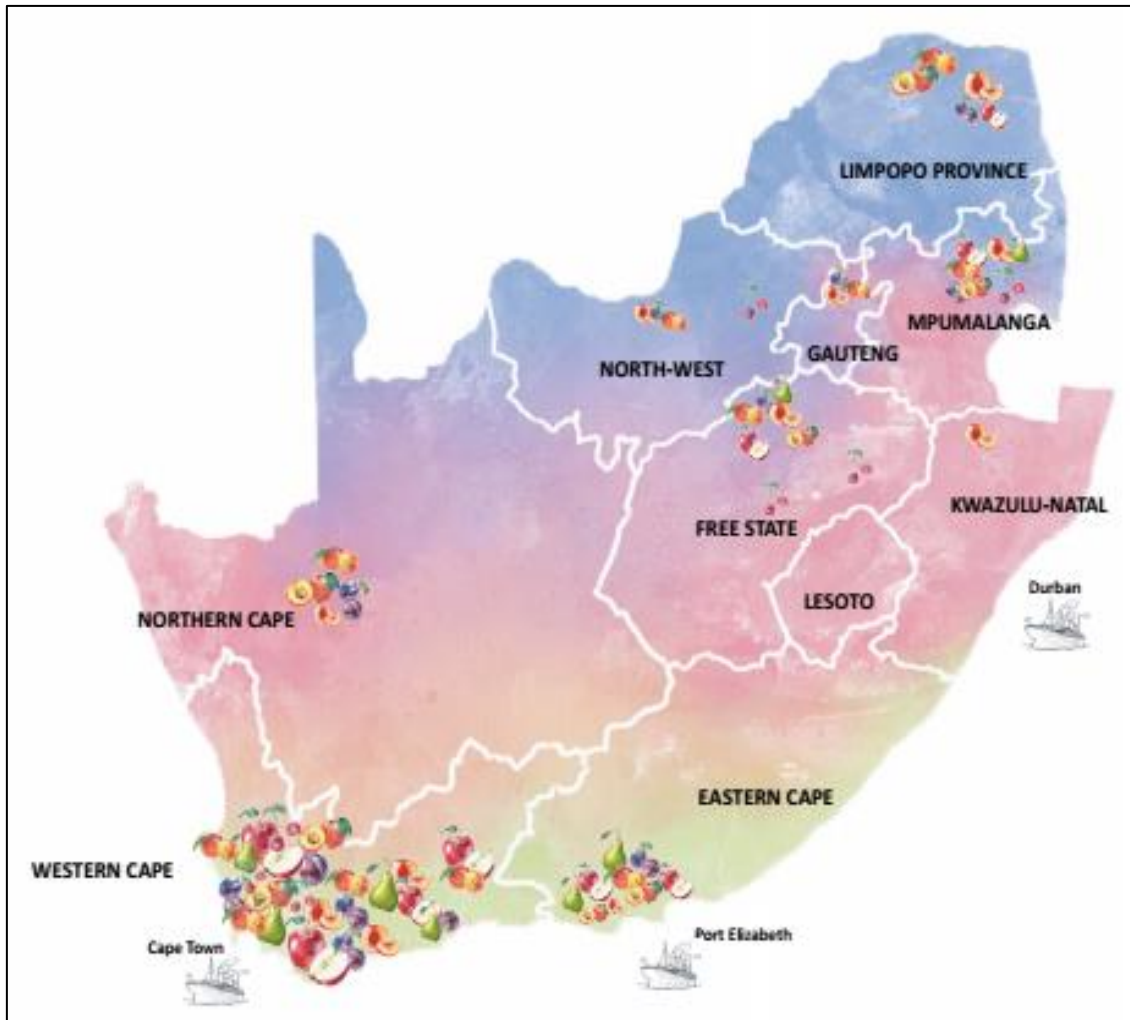 LIMPOPO PROVINCE
MPUMALANGA
GAUTENG
NORTH-WEST
KWAZULU-NATAL
FREE STATE
LESOTO
Durban
NORTHERN CAPE
EASTERN CAPE
WESTERN CAPE
Port Elizabeth
Cape Town